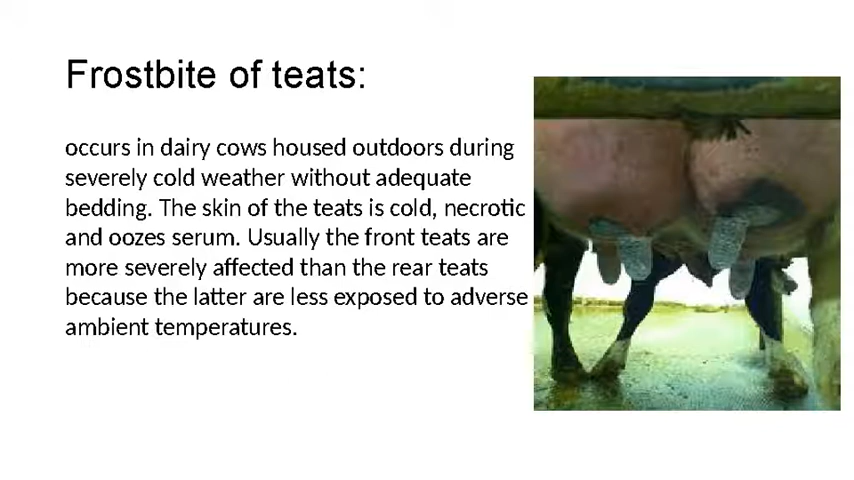 Frostbite of teats:
occurs in dairy cows housed outdoors during
severely cold weather without adequate
bedding. The skin of the teats is cold, necrotic
and oozes serum. Usually the front teats are
more severely affected than the rear teats
because the latter are less exposed to adverse
ambient temperatures.